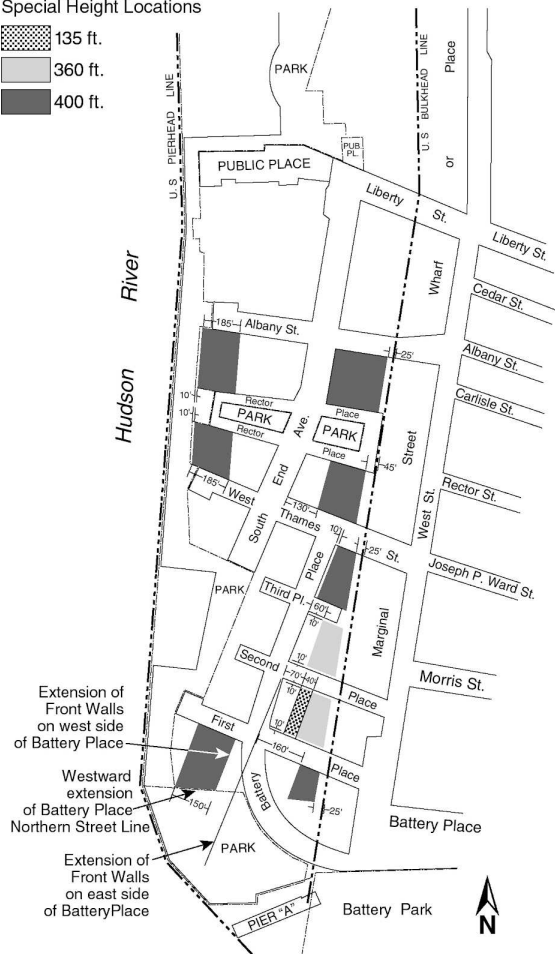 Special Height Locations
135 ft.
360 ft.
400 ft.
U. S PIERHEAD LINE
PARK
U. S BULKHEAD LINE
Place
or
PUB.
PL.
PUBLIC PLACE
Liberty St.
Liberty St.
Wharf
Cedar St.
Hudson River
185'
Albany St.
25'
Albany St.
Carlisle St.
10'
10'
Rector
PARK
Rector
Ave.
Place
PARK
Place
Street
45'
185'
West
End
South
130'
Thames St.
10'
25'
Rector St.
West St.
Joseph P. Ward St.
Place
PARK
Third Pl.
60'
10'
10'
Marginal
Second Place
70'
40'
10'
10'
Morris St.
Extension of
Front Walls
on west side
of Battery Place
First Place
160'
Battery
Westward
extension
of Battery Place
Northern Street Line
150'
25'
Battery Place
PARK
Extension of
Front Walls
on east side
of BatteryPlace
PIER "A"
Battery Park
N